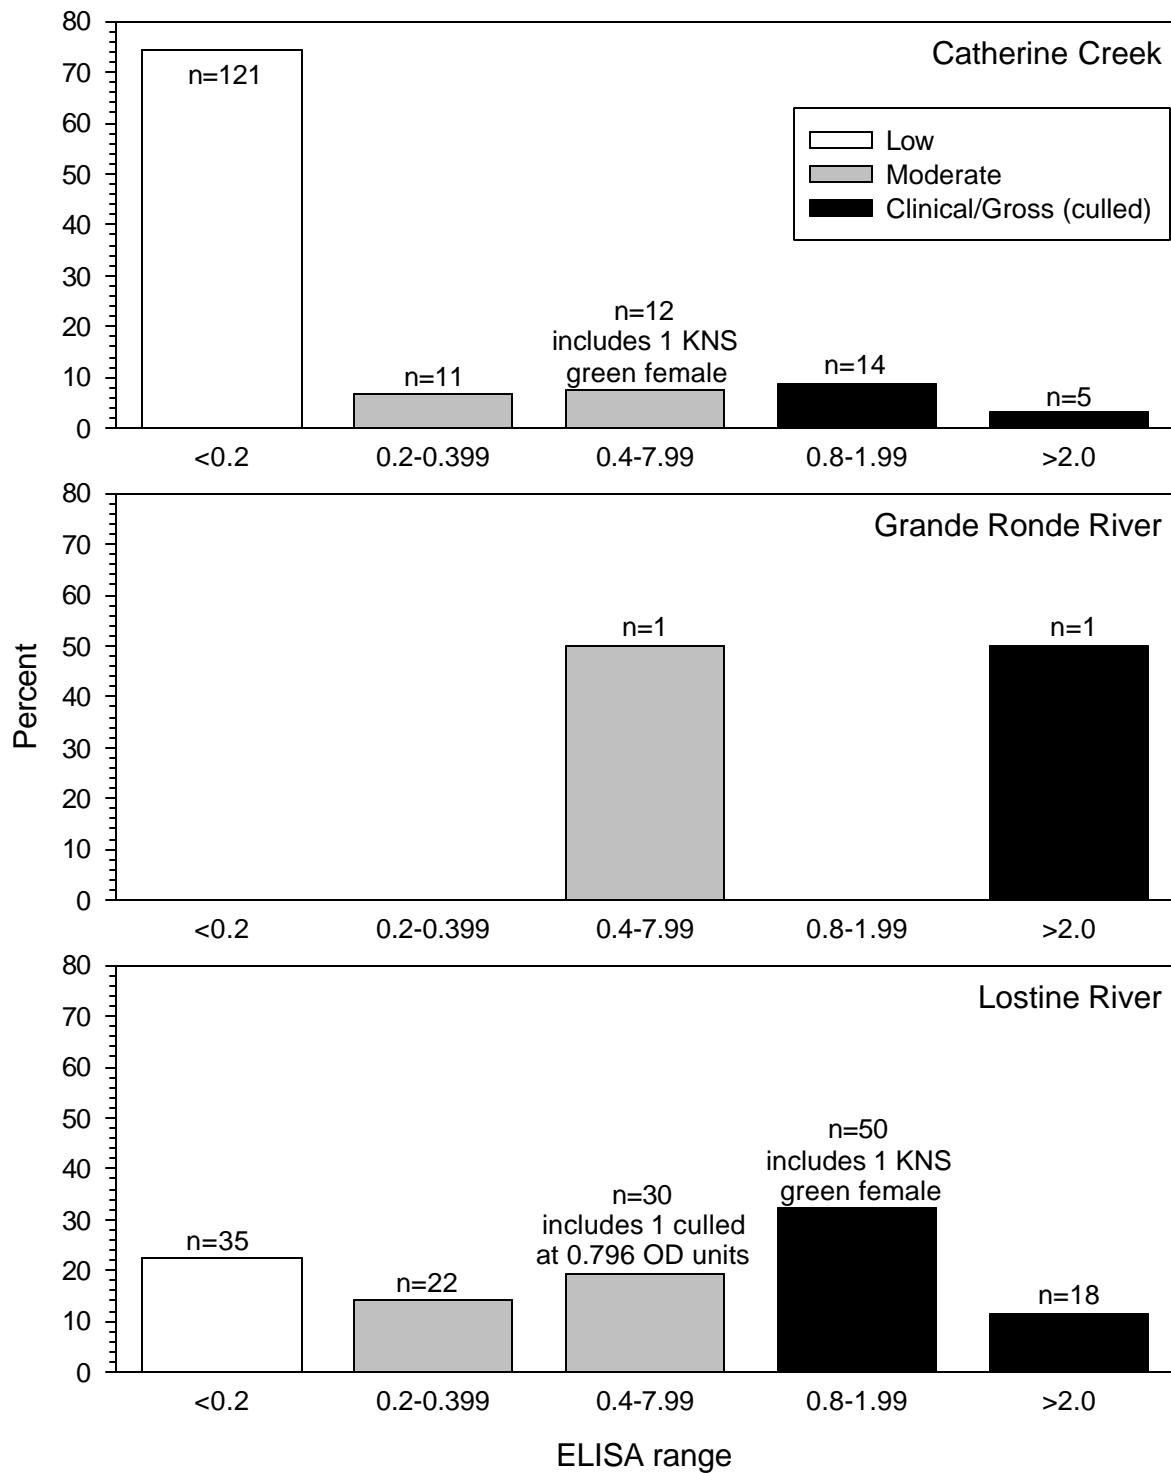 80
70
60
50
40
30
20
10
0
Catherine Creek
Low
Moderate
Clinical/Gross (culled)
n=121
n=11
n=12
includes 1 KNS
green female
n=14
n=5
<0.2 0.2-0.399 0.4-7.99 0.8-1.99 >2.0
Percent
80
70
60
50
40
30
20
10
0
Grande Ronde River
n=1
n=1
<0.2 0.2-0.399 0.4-7.99 0.8-1.99 >2.0
80
70
60
50
40
30
20
10
0
Lostine River
n=35
n=22
n=30
includes 1 culled
at 0.796 OD units
n=50
includes 1 KNS
green female
n=18
<0.2 0.2-0.399 0.4-7.99 0.8-1.99 >2.0
ELISA range